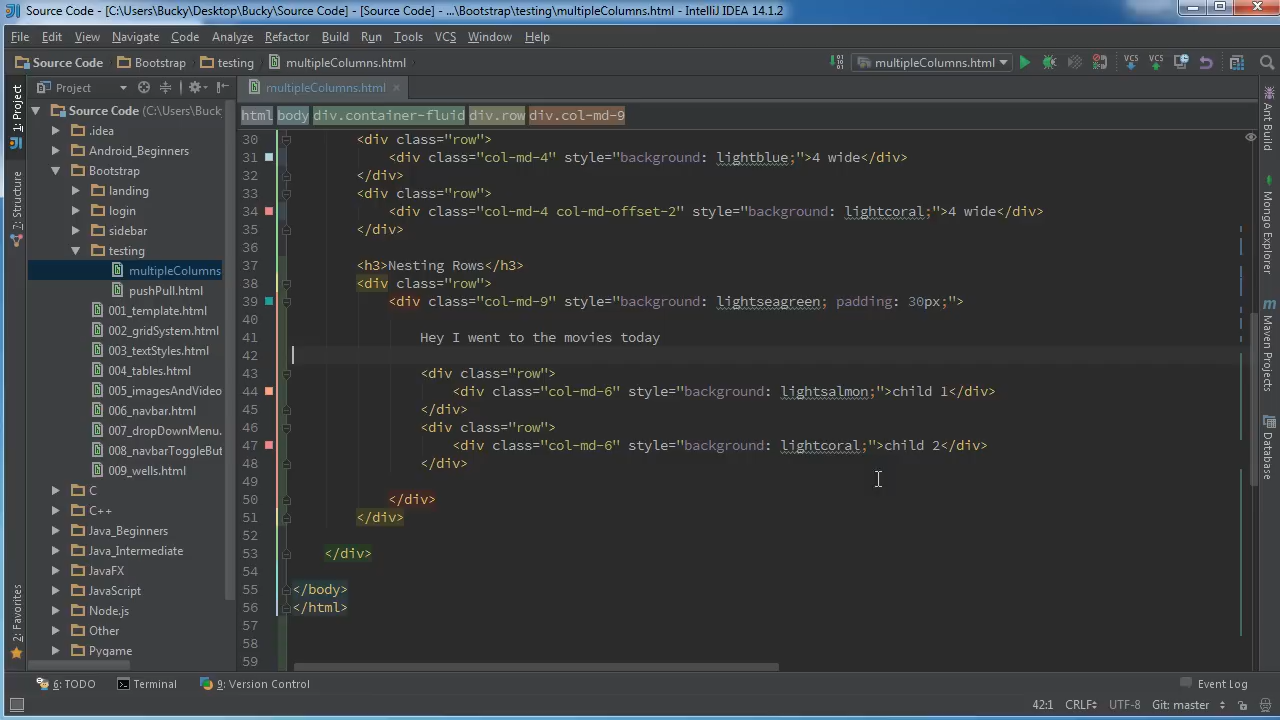 [C:\Users\Bucky\Desktop\Bucky\Source Code] - [Source Code] - ...\Bootstrap\testing\multipleColumns.html - IntelliJ IDEA 14.1.2
File Edit View Navigate Code Analyze Refactor Build Run Tools VCS Window Help
Source Code Bootstrap testing multipleColumns.html multipleColumns.html VCS VCS
Project multipleColumns.html
html body div.container-fluid div.row div.col-md-9
1: Project
7: Structure
2: Favorites
Source Code (C:\Users\Buck
.idea
Android_Beginners
Bootstrap
landing
login
sidebar
testing
multipleColumns
pushPull.html
001_template.html
002_gridSystem.html
003_textStyles.html
004_tables.html
005_imagesAndVideo
006_navbar.html
007_dropDownMenu.
008_navbarToggleBut
009_wells.html
C
C++
Java_Beginners
Java_Intermediate
JavaFX
JavaScript
Node.js
Other
Pygame
30 <div class="row">
31 <div class="col-md-4" style="background: lightblue;">4 wide</div>
32 </div>
33 <div class="row">
34 <div class="col-md-4 col-md-offset-2" style="background: lightcoral;">4 wide</div>
35 </div>
36
37 <h3>Nesting Rows</h3>
38 <div class="row">
39 <div class="col-md-9" style="background: lightseagreen; padding: 30px;">
40
41 Hey I went to the movies today
42
43 <div class="row">
44 <div class="col-md-6" style="background: lightsalmon;">child 1</div>
45 </div>
46 <div class="row">
47 <div class="col-md-6" style="background: lightcoral;">child 2</div>
48 </div>
49
50 </div>
51 </div>
52
53 </div>
54
55 </body>
56 </html>
57
58
59
Ant Build
Mongo Explorer
Maven Projects
Database
6: TODO Terminal 9: Version Control Event Log
42:1 CRLF UTF-8 Git: master